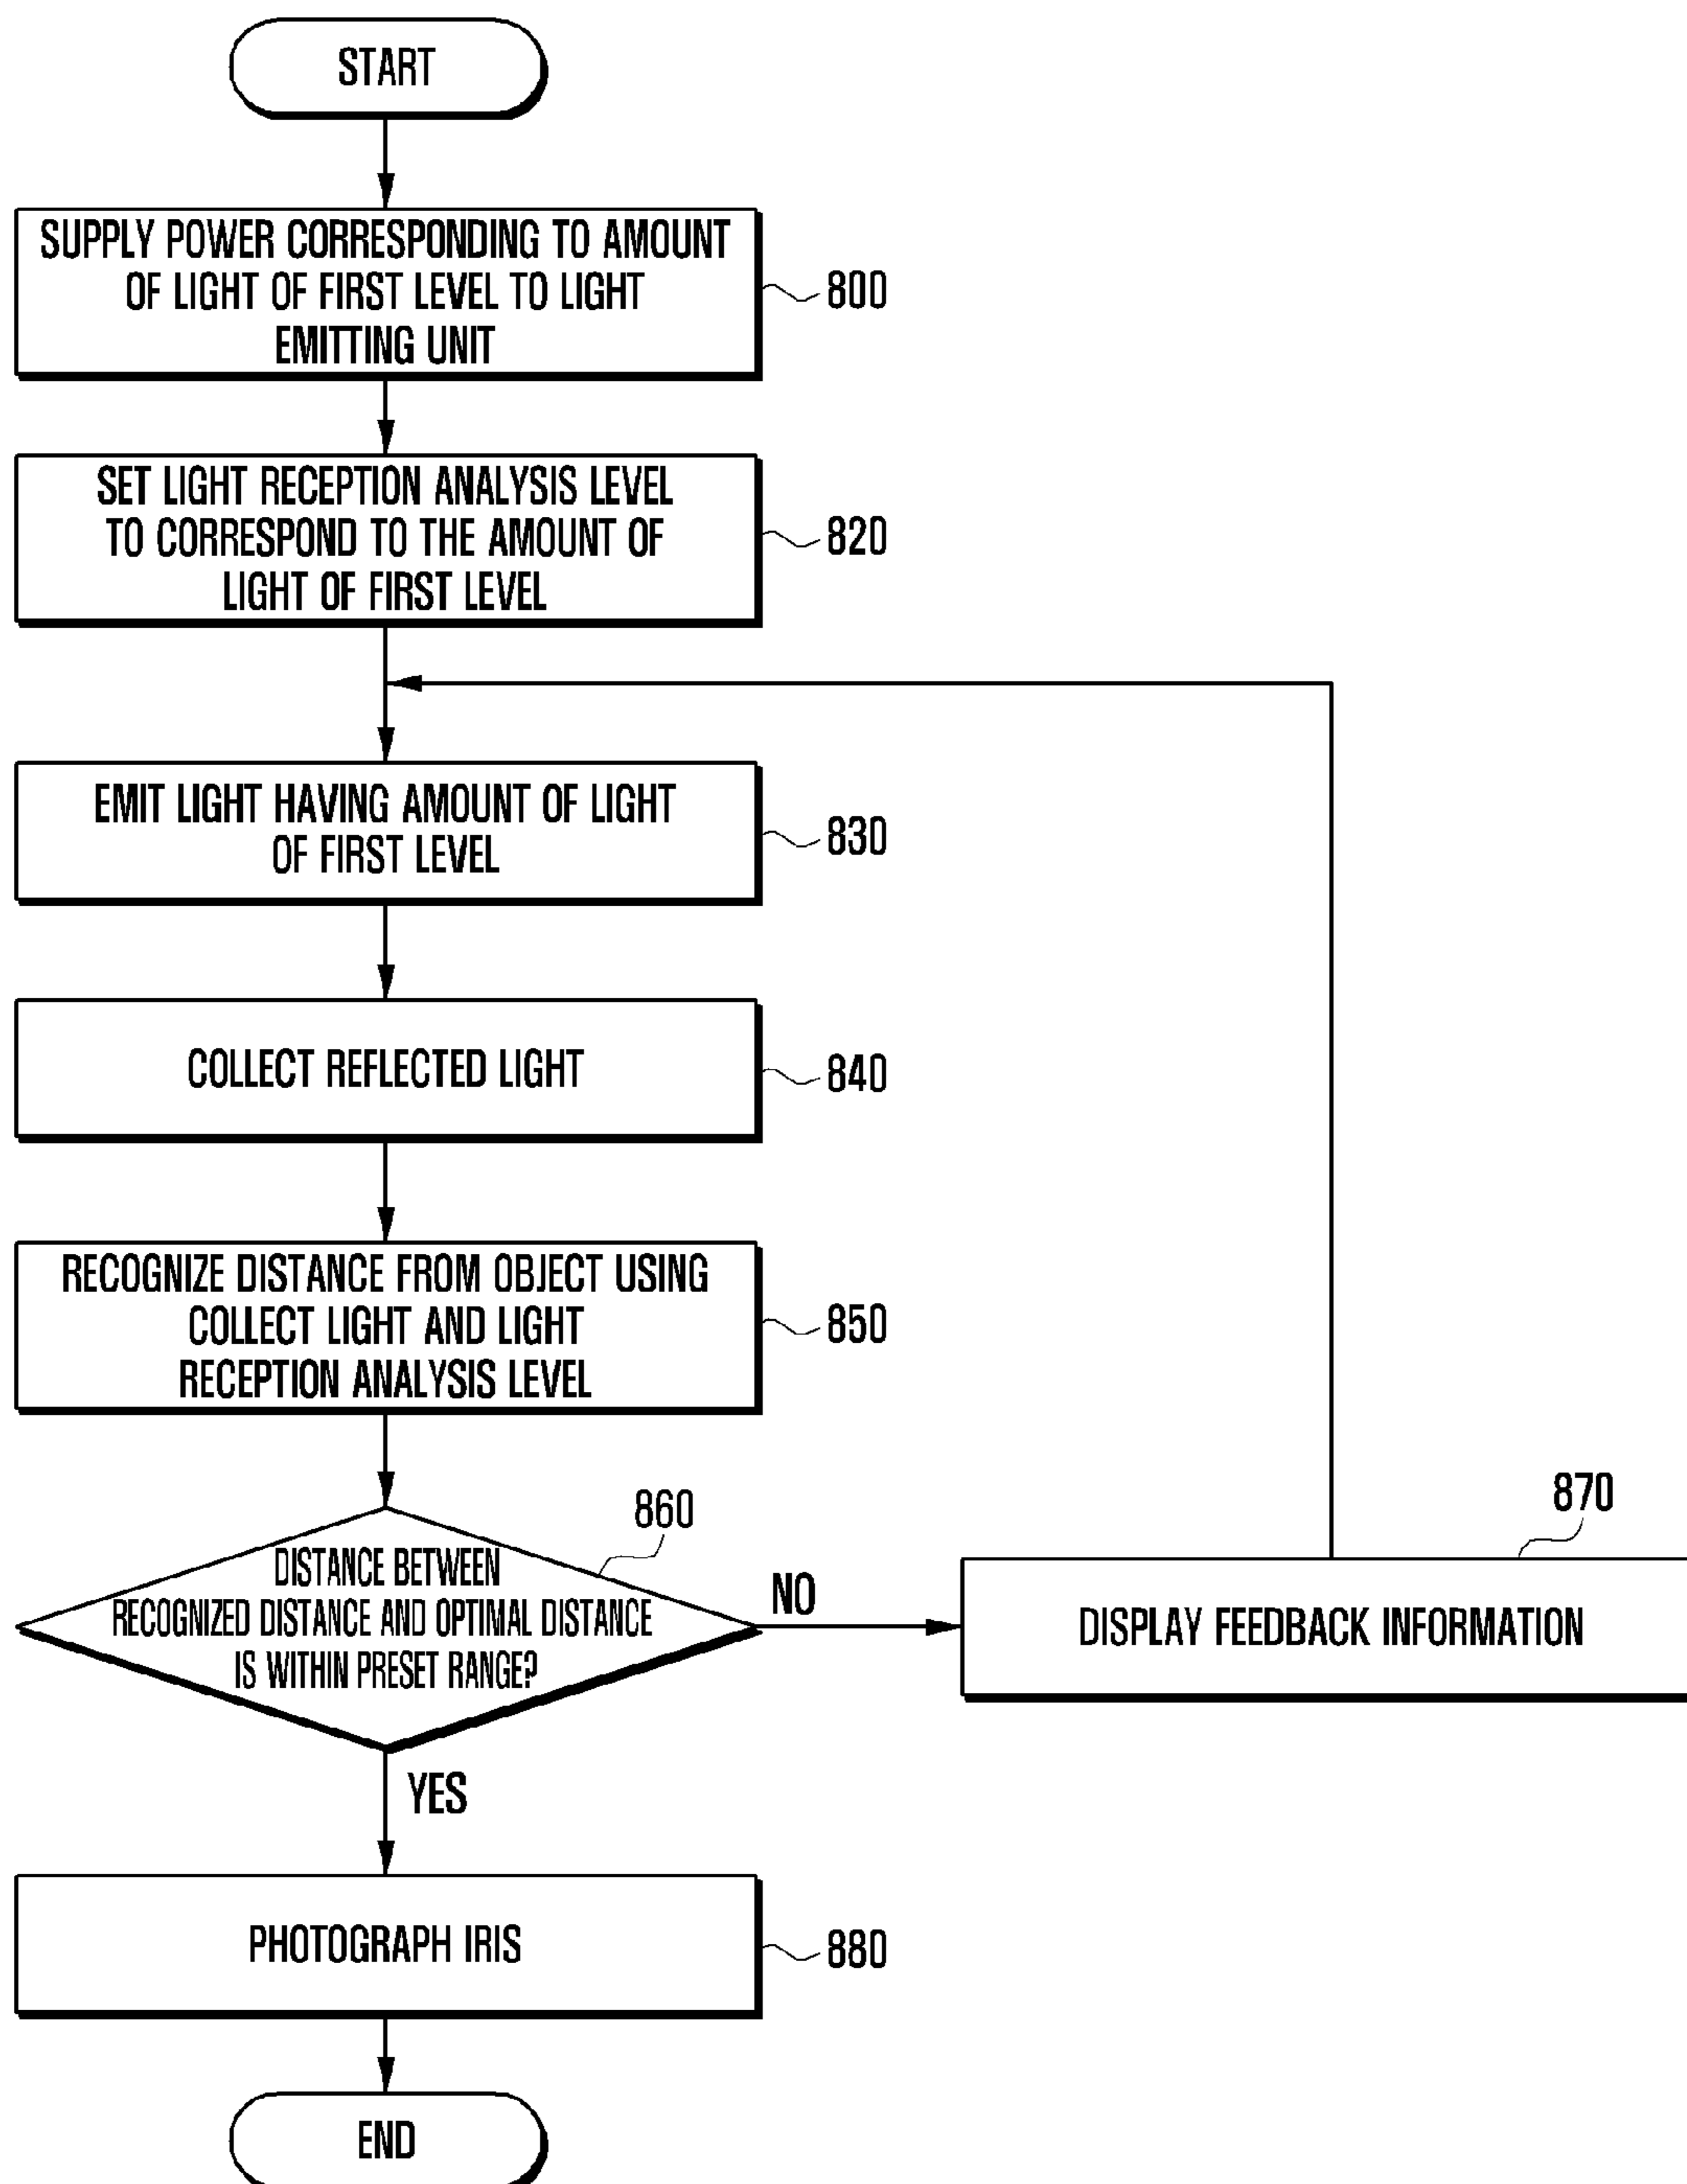 START
SUPPLY POWER CORRESPONDING TO AMOUNT
OF LIGHT OF FIRST LEVEL TO LIGHT
EMITTING UNIT
800
SET LIGHT RECEPTION ANALYSIS LEVEL
TO CORRESPOND TO THE AMOUNT OF
LIGHT OF FIRST LEVEL
820
EMIT LIGHT HAVING AMOUNT OF LIGHT
OF FIRST LEVEL
830
COLLECT REFLECTED LIGHT
840
RECOGNIZE DISTANCE FROM OBJECT USING
COLLECT LIGHT AND LIGHT
RECEPTION ANALYSIS LEVEL
850
860
DISTANCE BETWEEN
RECOGNIZED DISTANCE AND OPTIMAL DISTANCE
IS WITHIN PRESET RANGE?
NO
870
DISPLAY FEEDBACK INFORMATION
YES
PHOTOGRAPH IRIS
880
END